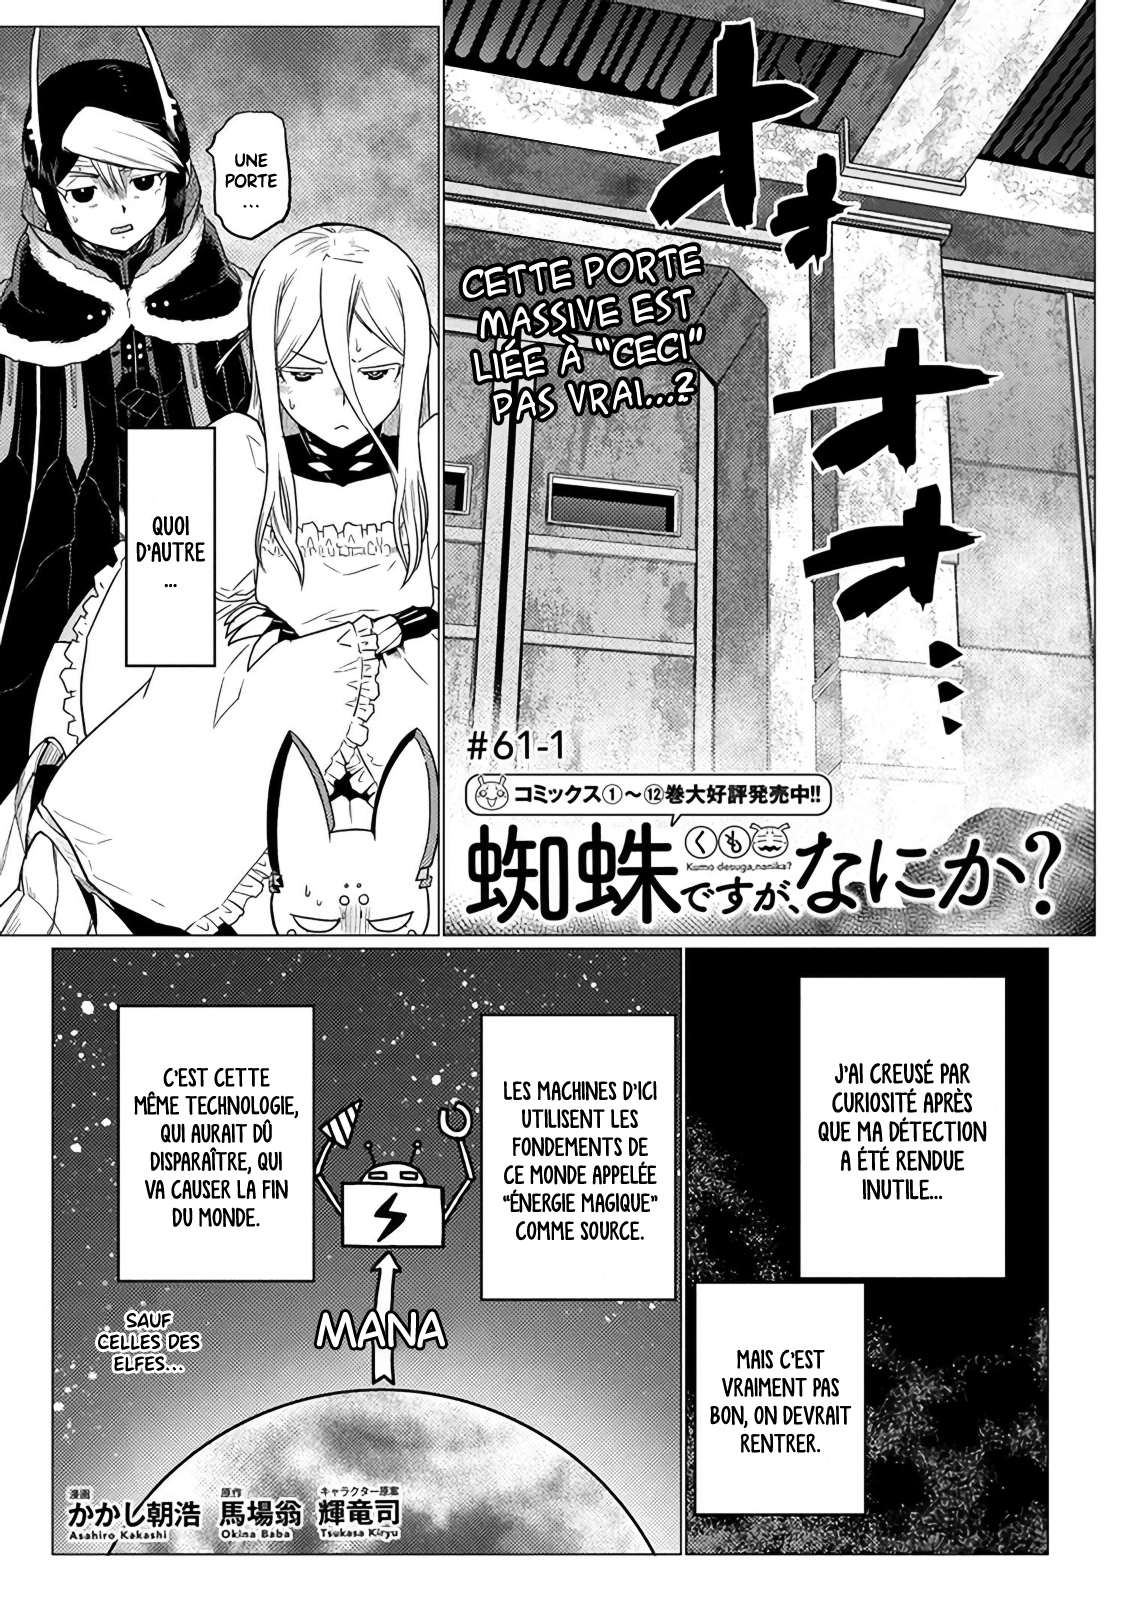 オオオオ...
CETTE PORTE
MASSIVE EST
LIÉE À "CECI"
PAS VRAI...?
UNE
PORTE
...
QUOI
D'AUTRE
...
#61-1
コミックス①～⑫巻大好評発売中!!
くも
Kumo desuga, nanika?
蜘蛛ですが、なにか?
J'AI CREUSÉ PAR
CURIOSITÉ APRÈS
QUE MA DÉTECTION
A ÉTÉ RENDUE
INUTILE...
MAIS C'EST
VRAIMENT PAS
BON, ON DEVRAIT
RENTRER.
LES MACHINES D'ICI
UTILISENT LES
FONDEMENTS DE
CE MONDE APPELÉE
"ÉNERGIE MAGIQUE"
COMME SOURCE.
C'EST CETTE
MÊME TECHNOLOGIE,
QUI AURAIT DÛ
DISPARAÎTRE, QUI
VA CAUSER LA FIN
DU MONDE.
MANA
SAUF
CELLES DES
ELFES...
漫画
かかし朝浩
Asahiro Kakashi
原作
馬場翁
Okina Baba
キャラクター原案
輝竜司
Tsukasa Kiryu